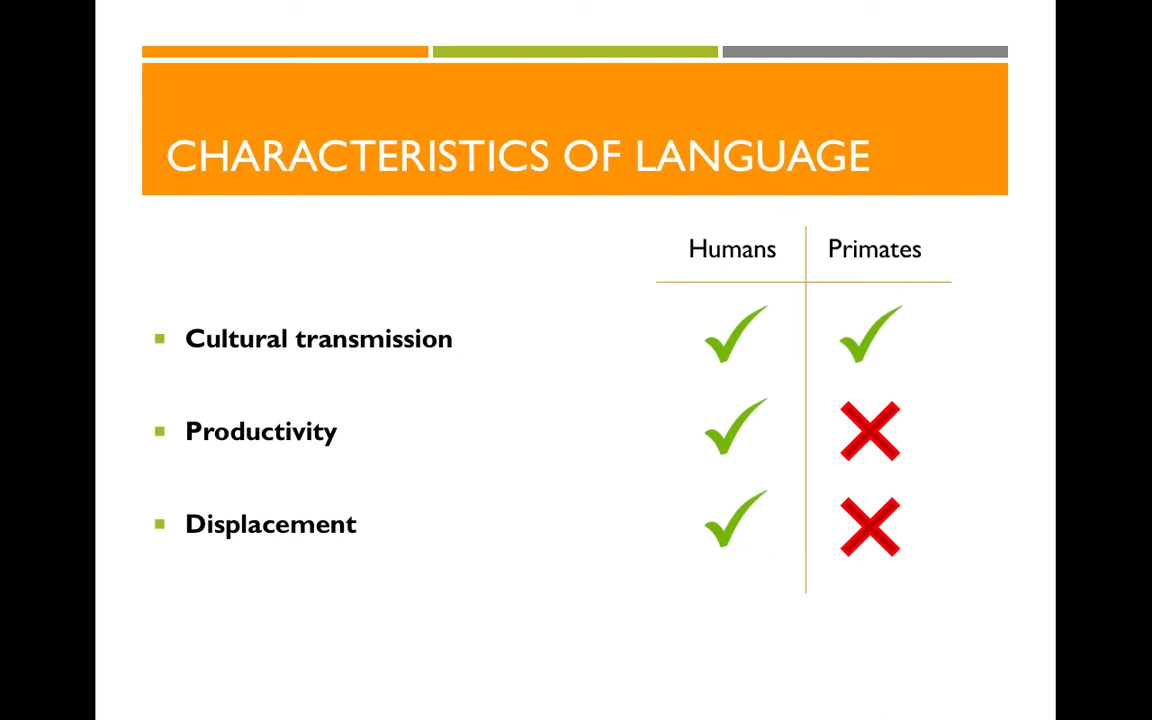 CHARACTERISTICS OF LANGUAGE
Humans Primates
Cultural transmission
Productivity
Displacement